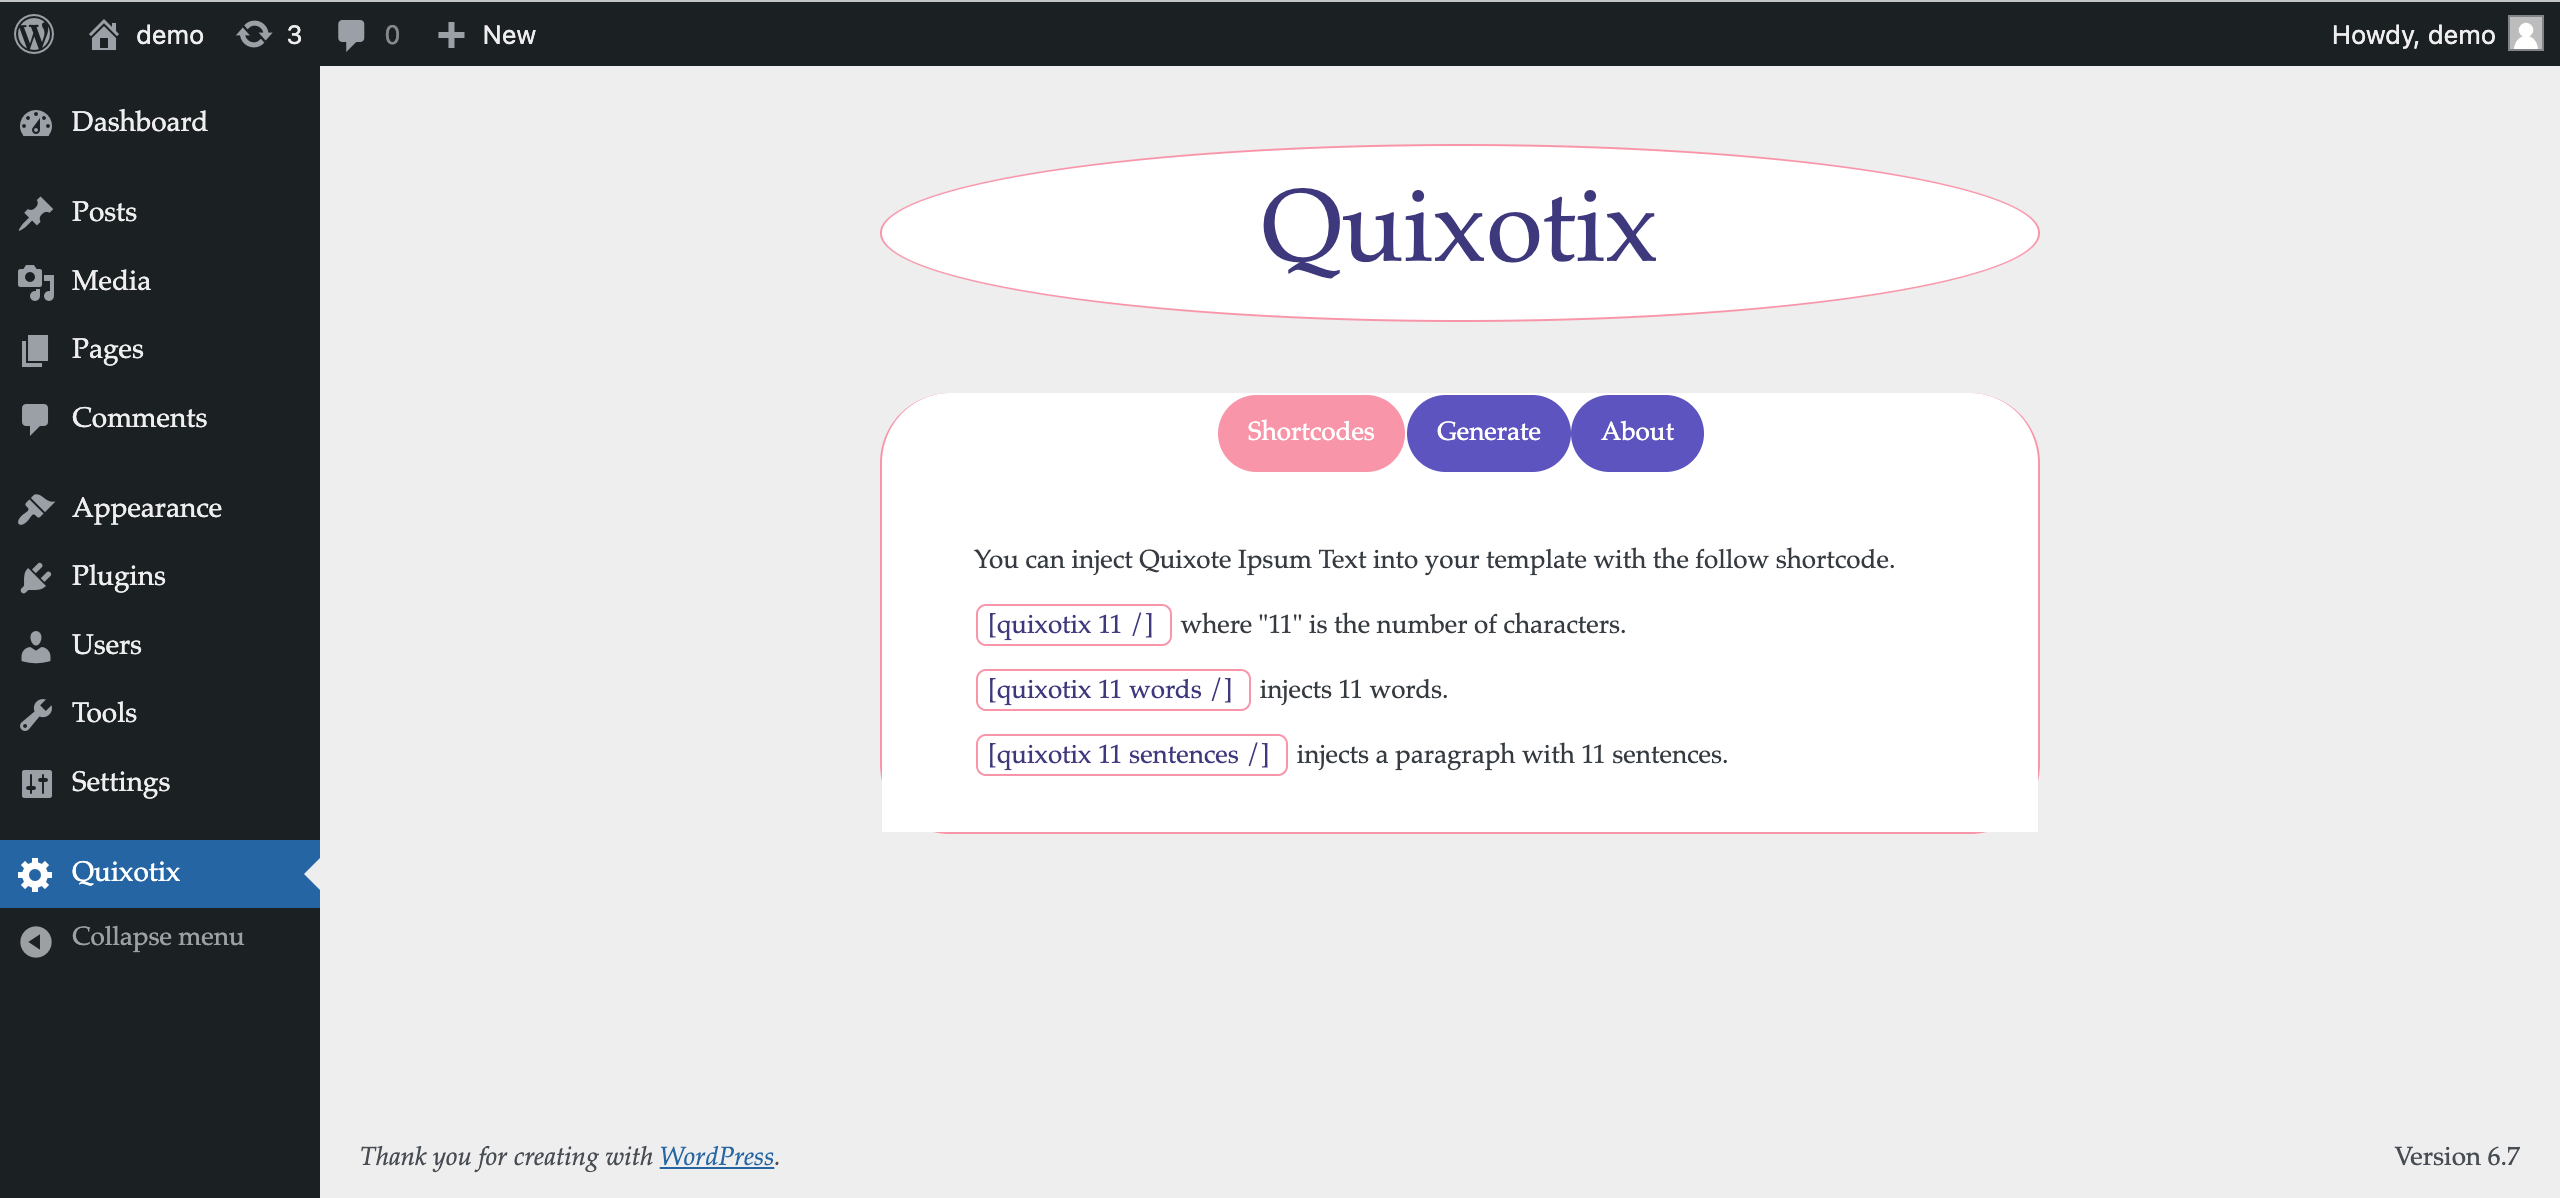 demo 3 0 New Howdy, demo
Dashboard
Posts
Media
Pages
Comments
Appearance
Plugins
Users
Tools
Settings
Quixotix
Collapse menu
Quixotix
Shortcodes Generate About
You can inject Quixote Ipsum Text into your template with the follow shortcode.
[quixotix 11 /] where "11" is the number of characters.
[quixotix 11 words /] injects 11 words.
[quixotix 11 sentences /] injects a paragraph with 11 sentences.
Thank you for creating with WordPress. Version 6.7